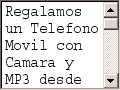 Regalamos
un Telefono
Movil con
Camara y
MP3 desde